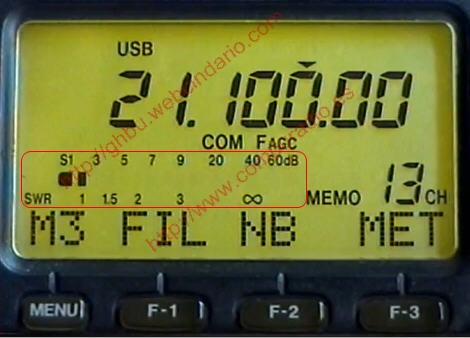 USB
21.100.00
COM FAGC
S1 3 5 7 9 20 40 60dB
SWR 1 1.5 2 3 ∞ MEMO 13 CH
M3 FIL NB MET
MENU F-1 F-2 F-3